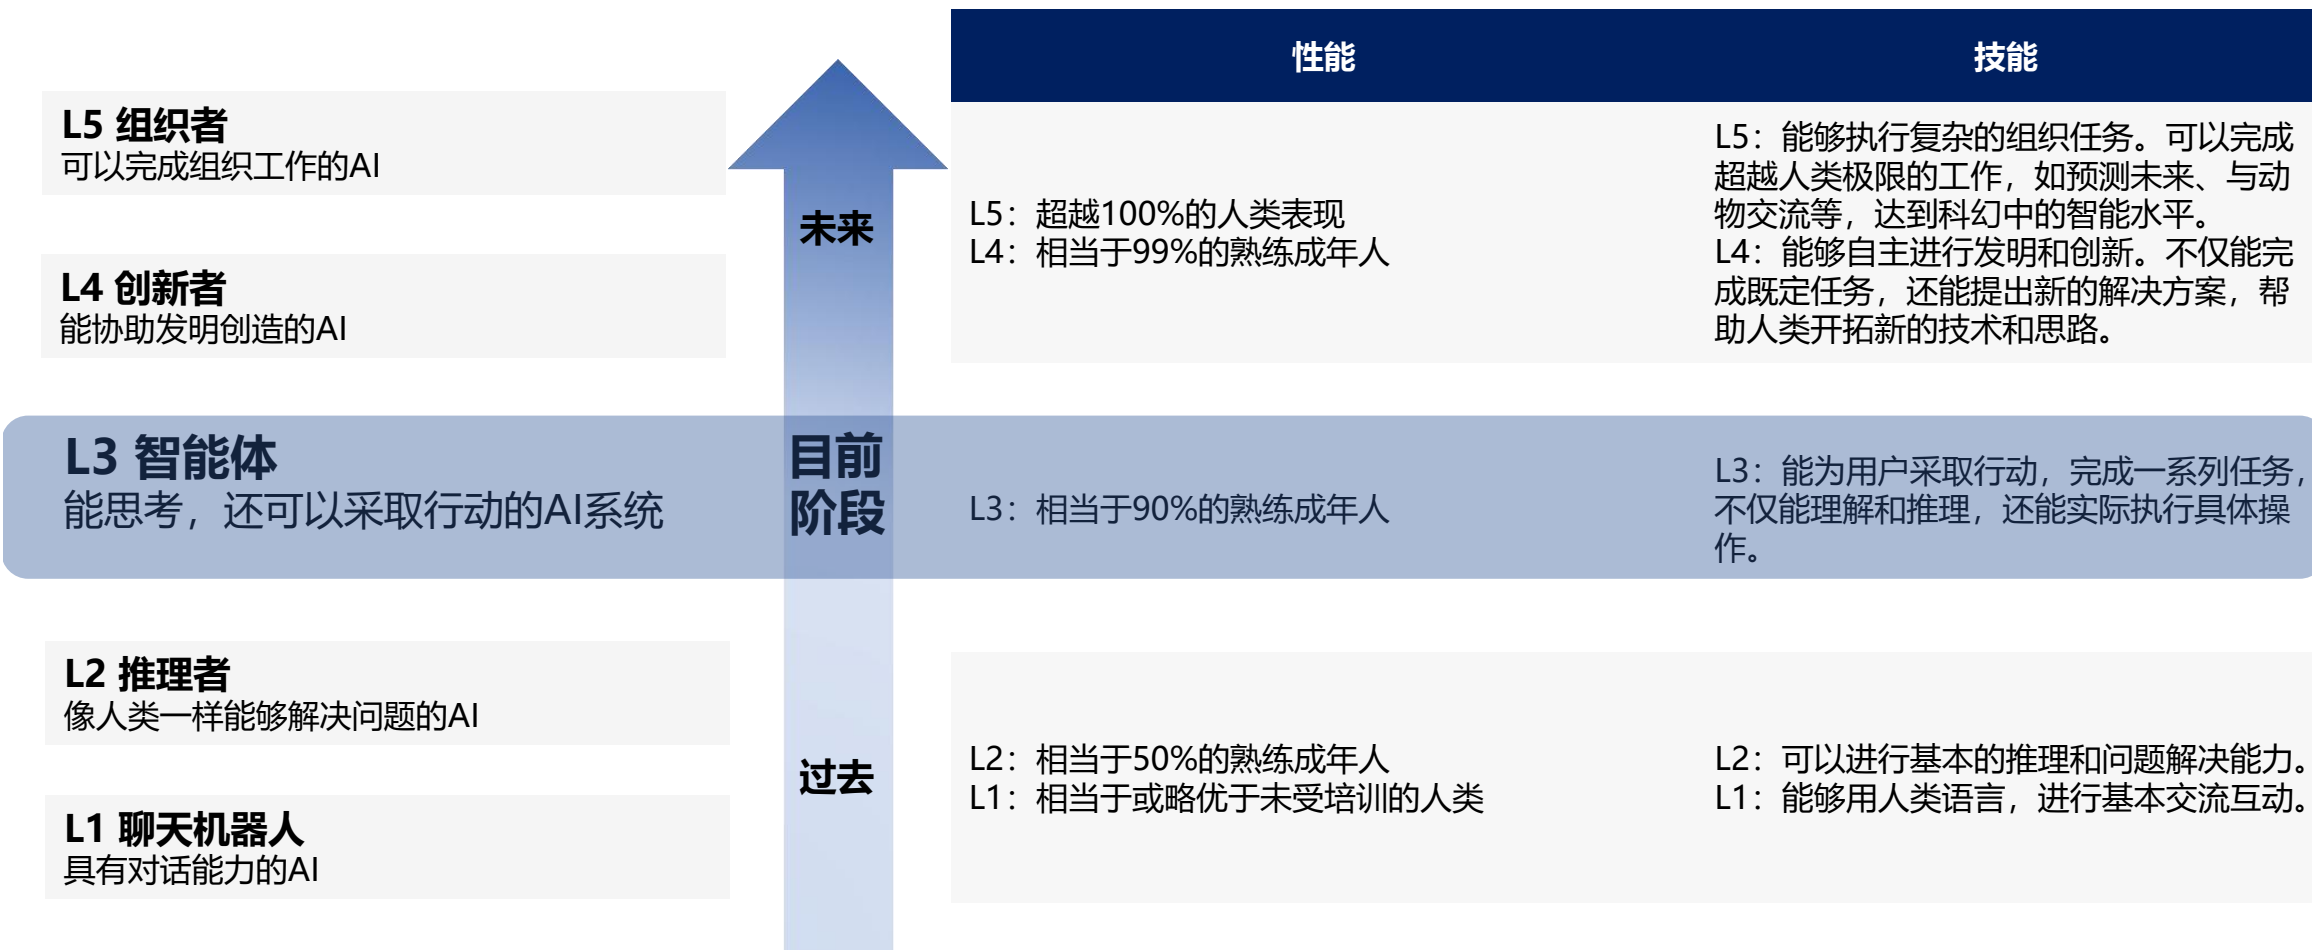 性能
技能
L5 组织者
可以完成组织工作的AI
L4 创新者
能协助发明创造的AI
未来
L5：超越100%的人类表现
L4：相当于99%的熟练成年人
L5：能够执行复杂的组织任务。可以完成
超越人类极限的工作，如预测未来、与动
物交流等，达到科幻中的智能水平。
L4：能够自主进行发明和创新。不仅能完
成既定任务，还能提出新的解决方案，帮
助人类开拓新的技术和思路。
L3 智能体
能思考，还可以采取行动的AI系统
目前
阶段
L3：相当于90%的熟练成年人
L3：能为用户采取行动，完成一系列任务，
不仅能理解和推理，还能实际执行具体操
作。
L2 推理者
像人类一样能够解决问题的AI
L1 聊天机器人
具有对话能力的AI
过去
L2：相当于50%的熟练成年人
L1：相当于或略优于未受培训的人类
L2：可以进行基本的推理和问题解决能力。
L1：能够用人类语言，进行基本交流互动。